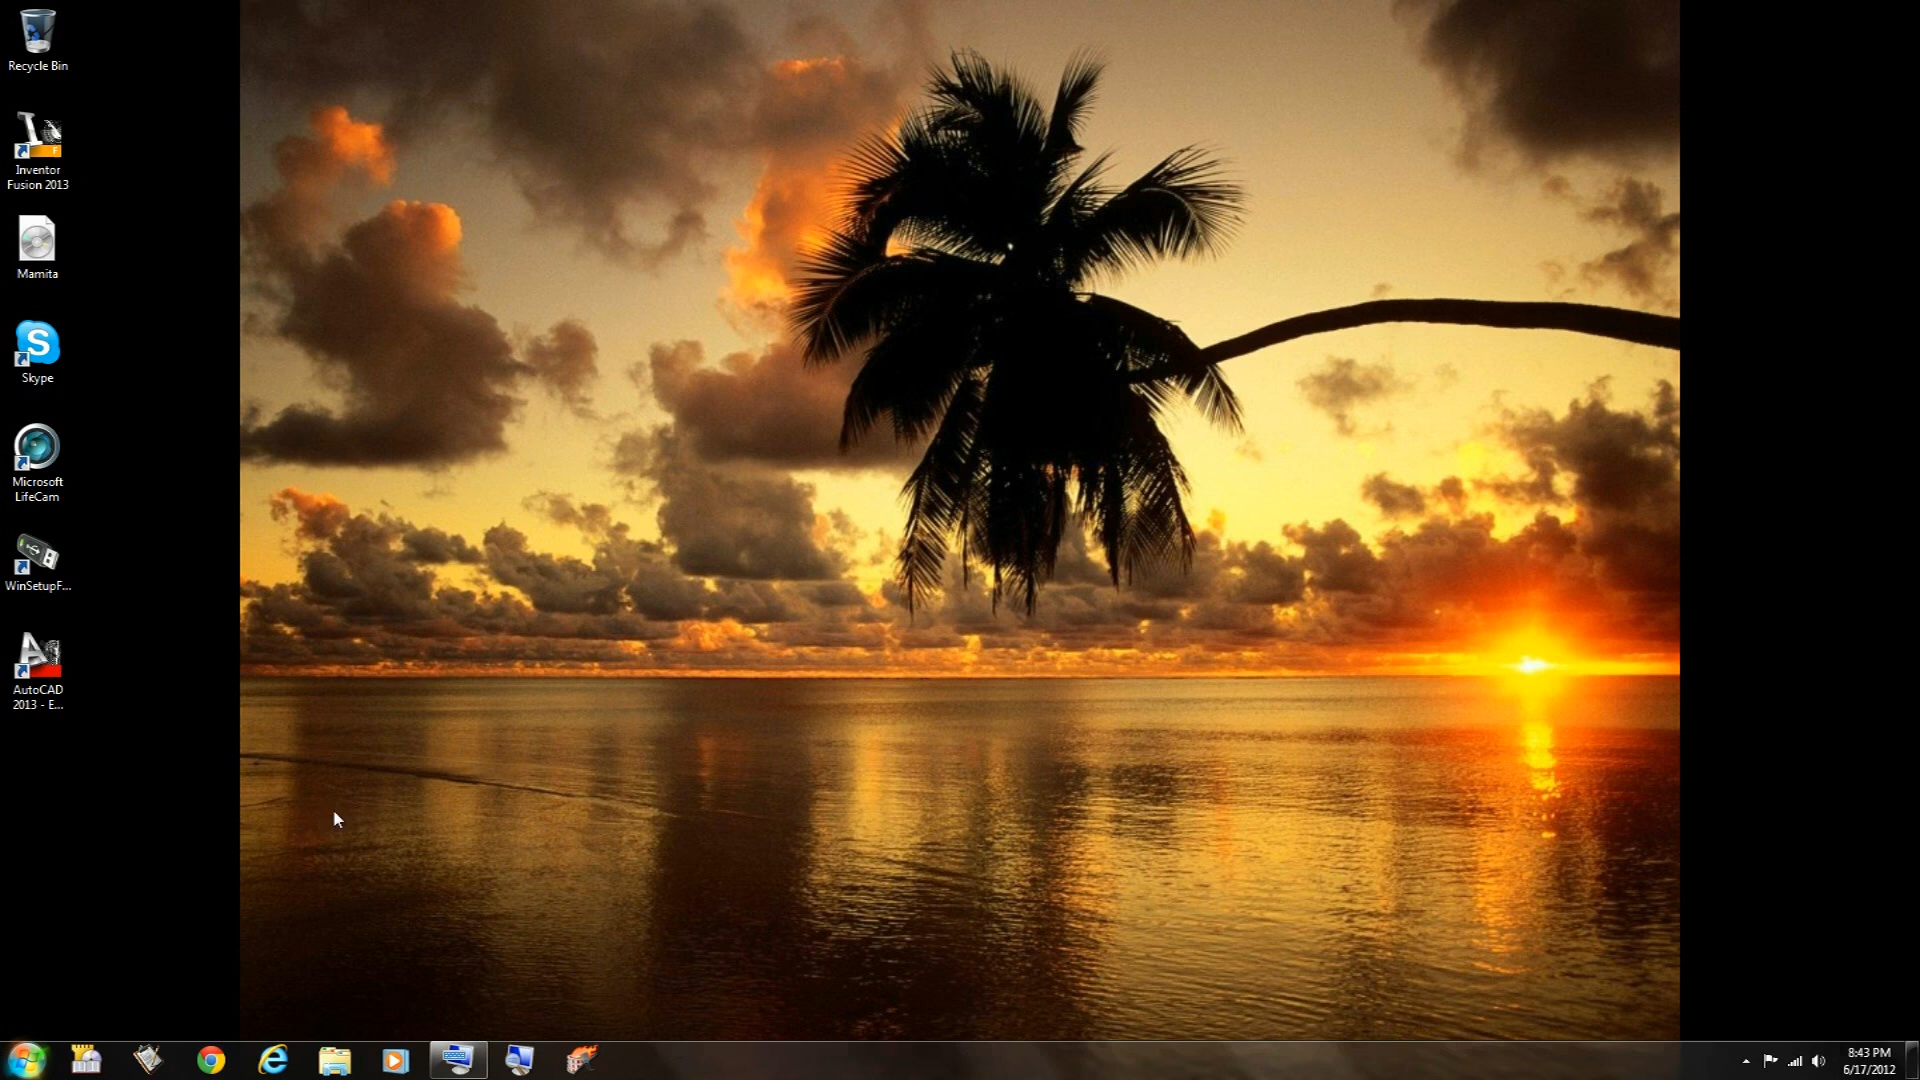 Recycle Bin
Inventor
Fusion 2013
Mamita
S
Skype
Microsoft
LifeCam
WinSetupF...
AutoCAD
2013 - E...
8:43 PM
6/17/2012